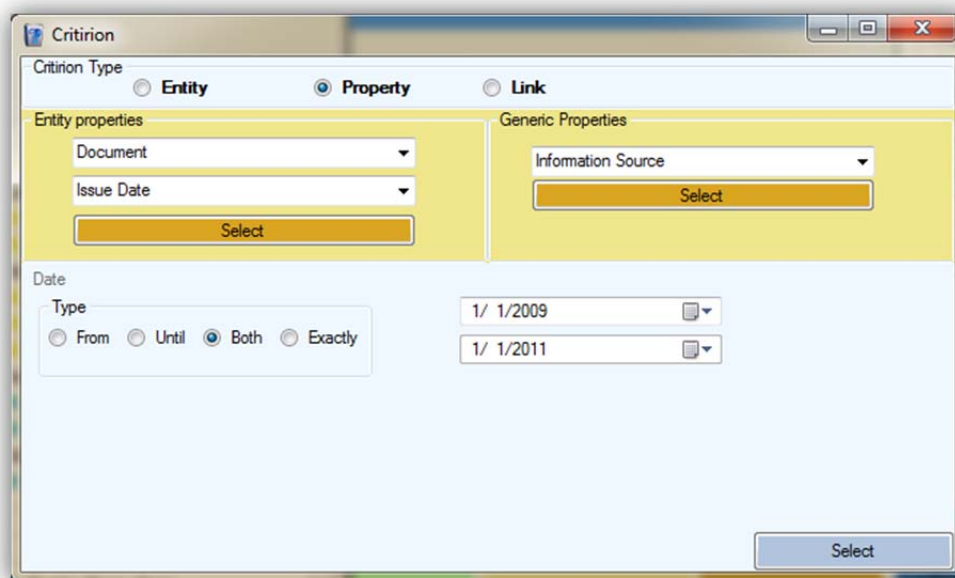 Critirion
Critirion Type
Entity Property Link
Entity properties
Document
Issue Date
Select
Generic Properties
Information Source
Select
Date
Type
From Until Both Exactly
1/ 1/2009
1/ 1/2011
Select